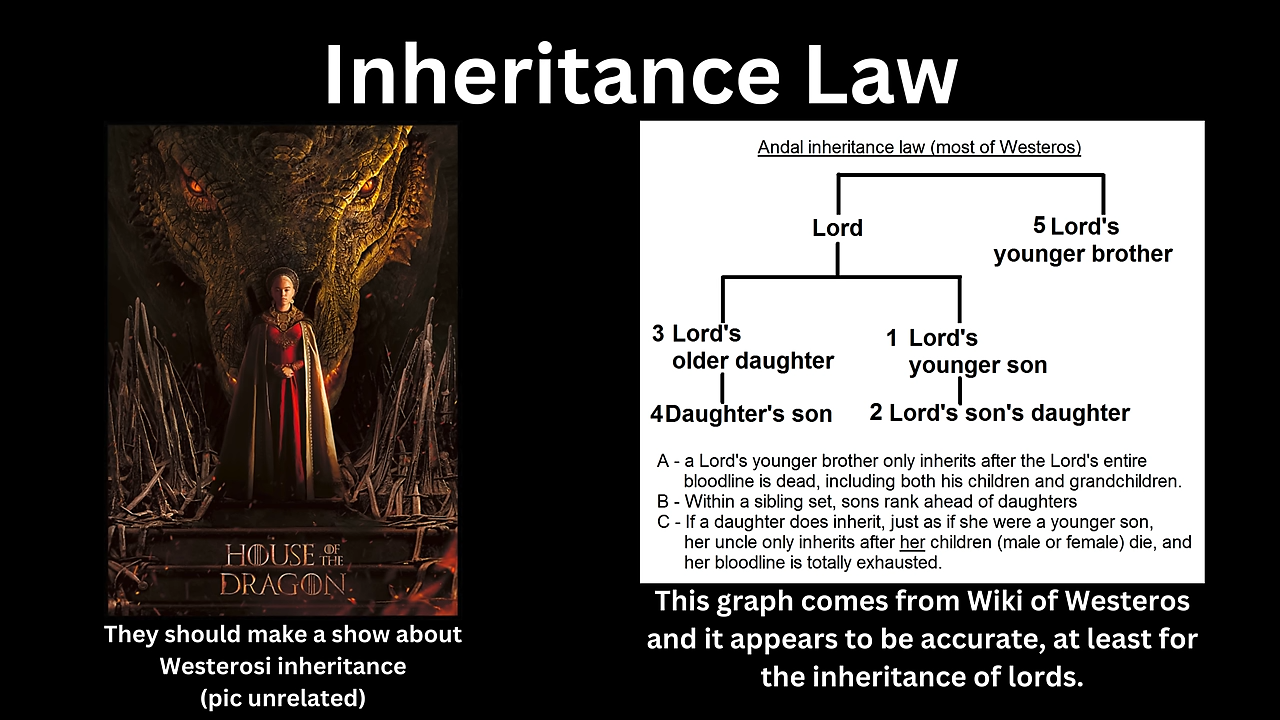 Inheritance Law
HOUSE OF THE
DRAGON
They should make a show about
Westerosi inheritance
(pic unrelated)
Andal inheritance law (most of Westeros)
Lord
5 Lord's
younger brother
3 Lord's
older daughter
1 Lord's
younger son
4Daughter's son
2 Lord's son's daughter
A - a Lord's younger brother only inherits after the Lord's entire
bloodline is dead, including both his children and grandchildren.
B - Within a sibling set, sons rank ahead of daughters
C - If a daughter does inherit, just as if she were a younger son,
her uncle only inherits after her children (male or female) die, and
her bloodline is totally exhausted.
This graph comes from Wiki of Westeros
and it appears to be accurate, at least for
the inheritance of lords.